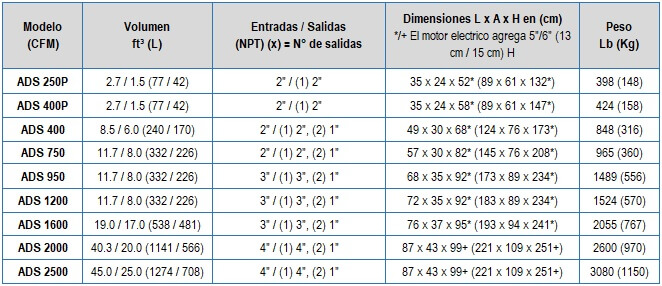 Modelo (CFM) | Volumen ft³ (L) | Entradas / Salidas (NPT) (x) = N° de salidas | Dimensiones L x A x H en (cm) */+ El motor electrico agrega 5"/6" (13 cm / 15 cm) H | Peso Lb (Kg)
ADS 250P | 2.7 / 1.5 (77 / 42) | 2" / (1) 2" | 35 x 24 x 52* (89 x 61 x 132*) | 398 (148)
ADS 400P | 2.7 / 1.5 (77 / 42) | 2" / (1) 2" | 35 x 24 x 58* (89 x 61 x 147*) | 424 (158)
ADS 400 | 8.5 / 6.0 (240 / 170) | 2" / (1) 2", (2) 1" | 49 x 30 x 68* (124 x 76 x 173*) | 848 (316)
ADS 750 | 11.7 / 8.0 (332 / 226) | 2" / (1) 2", (2) 1" | 57 x 30 x 82* (145 x 76 x 208*) | 965 (360)
ADS 950 | 11.7 / 8.0 (332 / 226) | 3" / (1) 3", (2) 1" | 68 x 35 x 92* (173 x 89 x 234*) | 1489 (556)
ADS 1200 | 11.7 / 8.0 (332 / 226) | 3" / (1) 3", (2) 1" | 72 x 35 x 92* (183 x 89 x 234*) | 1524 (570)
ADS 1600 | 19.0 / 17.0 (538 / 481) | 3" / (1) 3", (2) 1" | 76 x 37 x 95* (193 x 94 x 241*) | 2055 (767)
ADS 2000 | 40.3 / 20.0 (1141 / 566) | 4" / (1) 4", (2) 1" | 87 x 43 x 99+ (221 x 109 x 251+) | 2600 (970)
ADS 2500 | 45.0 / 25.0 (1274 / 708) | 4" / (1) 4", (2) 1" | 87 x 43 x 99+ (221 x 109 x 251+) | 3080 (1150)